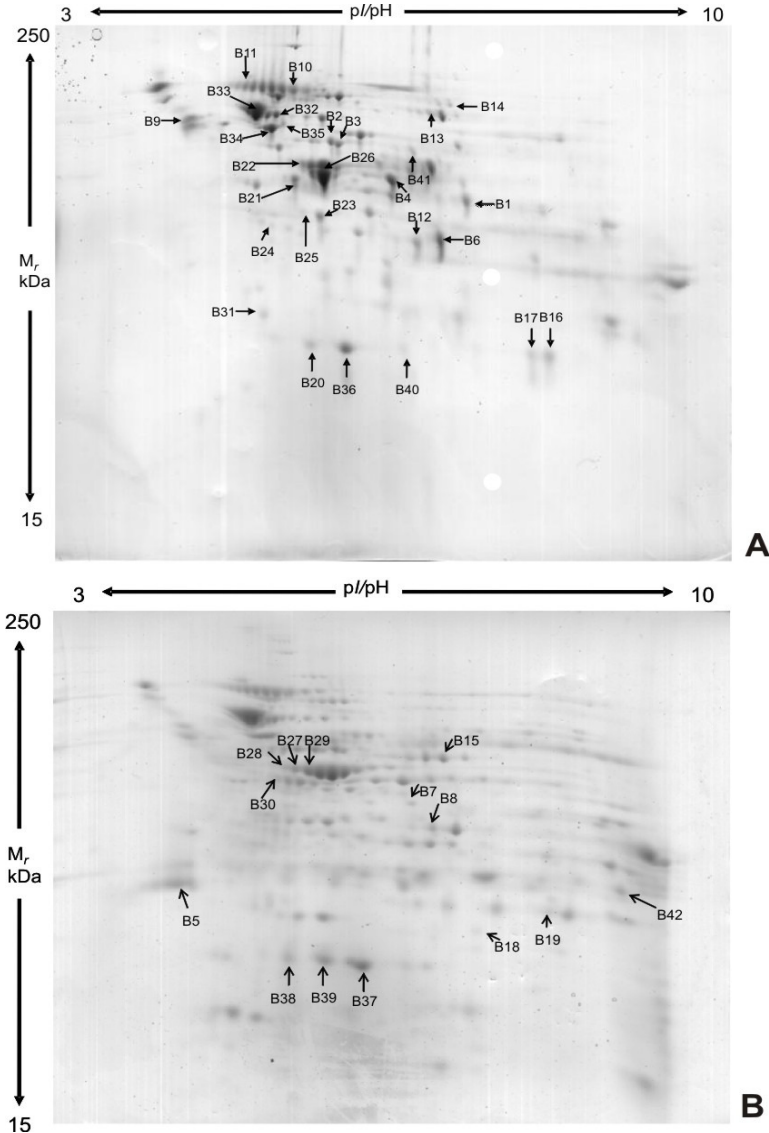 3 pI/pH 10
250
B11 B10
B33 B14
B32 B2 B3
B9 B13
B34 B35
B22 B26
B41
B21 B4
B1
B23 B12
B6
B24 B25
Mr
kDa
B31
B17 B16
B20 B36 B40
15
A
3 pI/pH 10
250
B27 B29 B15
B28
B30 B7
B8
Mr
kDa
B5 B42
B18 B19
B38 B39 B37
15
B